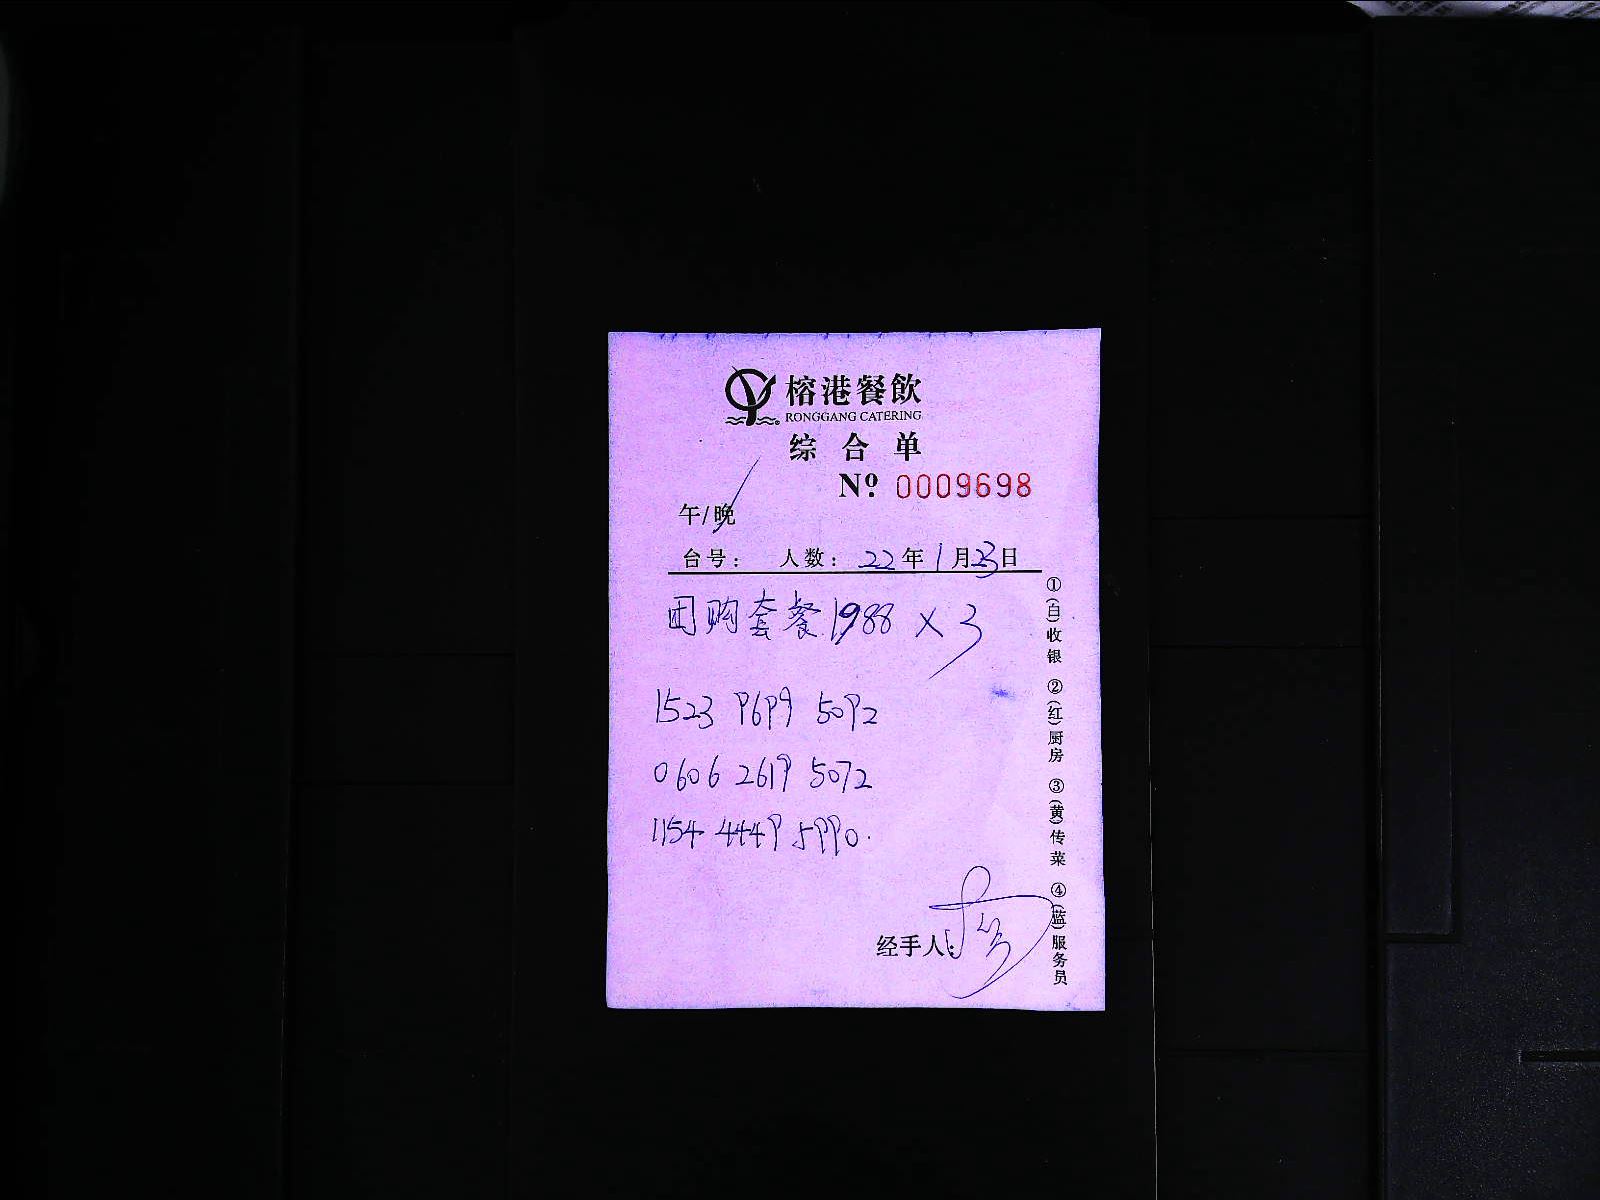 榕港餐飲
RONGGANG CATERING
综合单
Nº 0009698
午/晚
台号： 人数： 22年1月23日
团购套餐1988 × 3
1523 9699 5092
0606 2619 5072
1154 4449 5990.
经手人：
①(白)收银 ②(红)厨房 ③(黄)传菜 ④(蓝)服务员